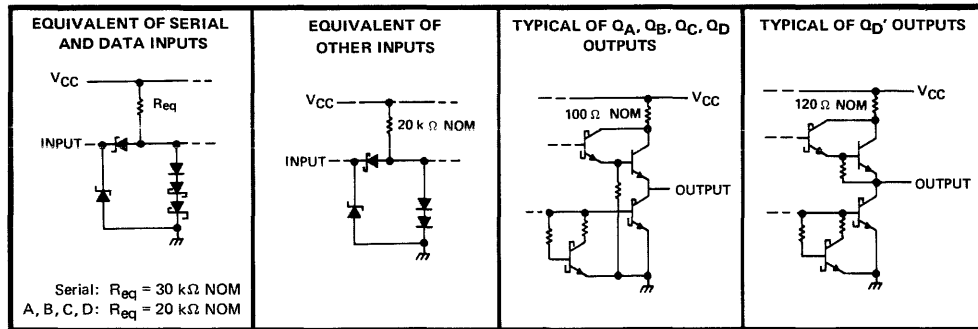 EQUIVALENT OF SERIAL
AND DATA INPUTS
VCC
Req
INPUT
Serial: Req = 30 kΩ NOM
A, B, C, D: Req = 20 kΩ NOM
EQUIVALENT OF
OTHER INPUTS
VCC
20 kΩ NOM
INPUT
TYPICAL OF QA, QB, QC, QD
OUTPUTS
VCC
100 Ω NOM
OUTPUT
TYPICAL OF QD' OUTPUTS
VCC
120 Ω NOM
OUTPUT